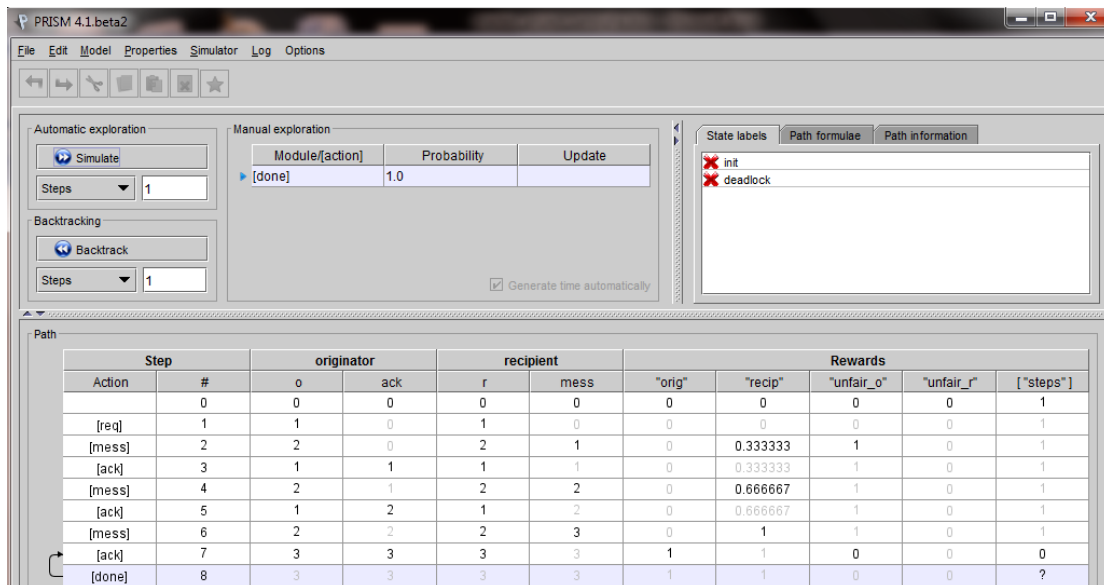 PRISM 4.1.beta2
File Edit Model Properties Simulator Log Options
Automatic exploration
Simulate
Steps 1
Backtracking
Backtrack
Steps 1
Manual exploration
Module/[action] Probability Update
[done] 1.0
Generate time automatically
State labels Path formulae Path information
init
deadlock
Path
Step originator recipient Rewards
Action # o ack r mess "orig" "recip" "unfair_o" "unfair_r" ["steps"]
0 0 0 0 0 0 0 0 0 1
[req] 1 1 0 1 0 0 0 0 0 1
[mess] 2 2 0 2 1 0 0.333333 1 0 1
[ack] 3 1 1 1 1 0 0.333333 1 0 1
[mess] 4 2 1 2 2 0 0.666667 1 0 1
[ack] 5 1 2 1 2 0 0.666667 1 0 1
[mess] 6 2 2 2 3 0 1 1 0 1
[ack] 7 3 3 3 3 1 1 0 0 0
[done] 8 3 3 3 3 1 1 0 0 ?